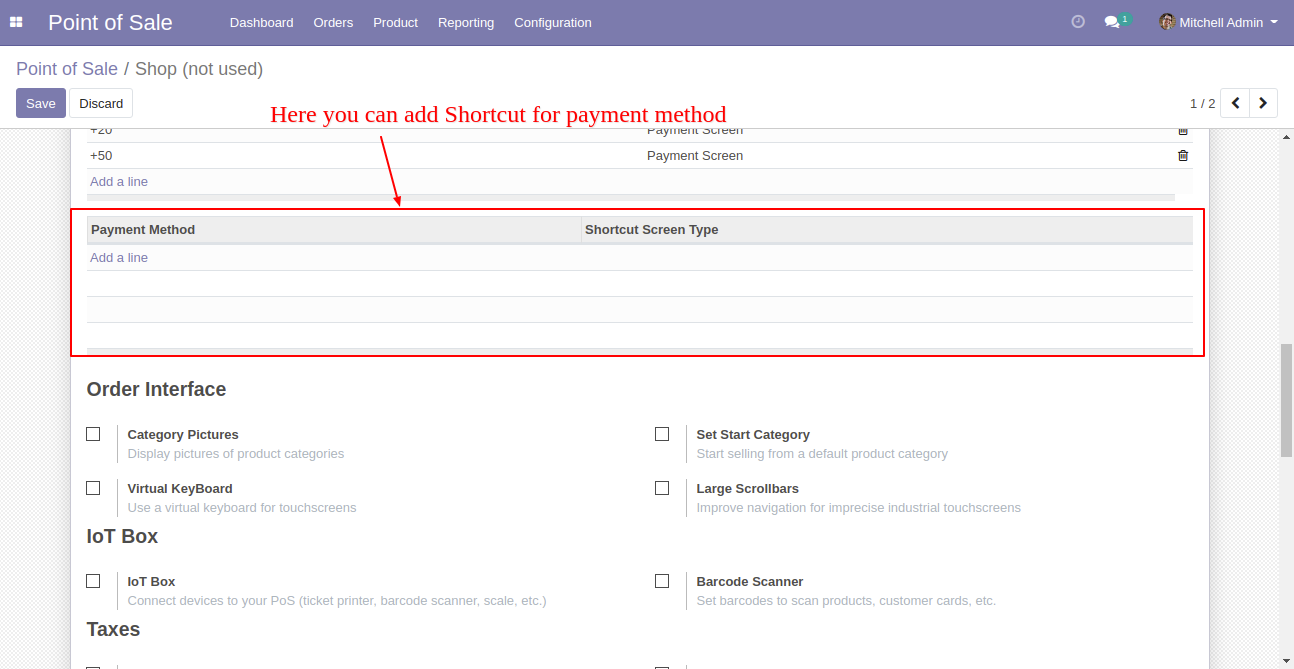 Point of Sale Dashboard Orders Product Reporting Configuration 1 Mitchell Admin
Point of Sale / Shop (not used)
Save Discard 1 / 2
Here you can add Shortcut for payment method
+20 Payment Screen
+50 Payment Screen
Add a line
Payment Method Shortcut Screen Type
Add a line
Order Interface
Category Pictures Set Start Category
Display pictures of product categories Start selling from a default product category
Virtual KeyBoard Large Scrollbars
Use a virtual keyboard for touchscreens Improve navigation for imprecise industrial touchscreens
IoT Box
IoT Box Barcode Scanner
Connect devices to your PoS (ticket printer, barcode scanner, scale, etc.) Set barcodes to scan products, customer cards, etc.
Taxes